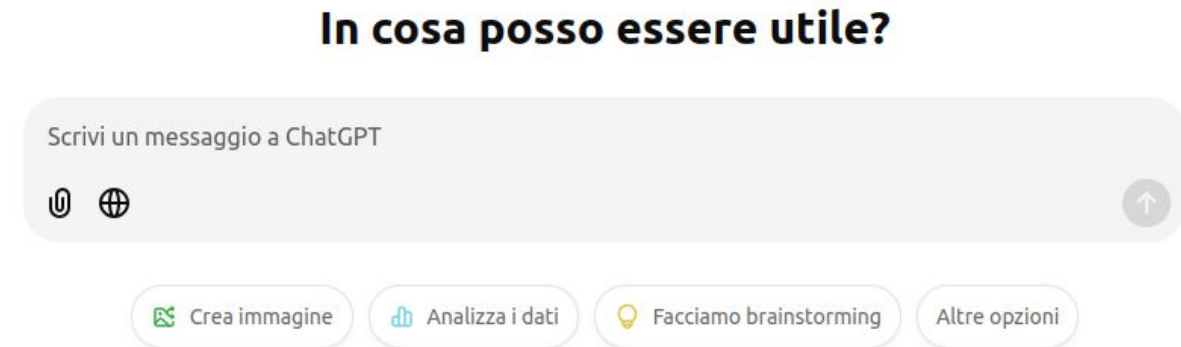 In cosa posso essere utile?
Scrivi un messaggio a ChatGPT
Crea immagine Analizza i dati Facciamo brainstorming Altre opzioni